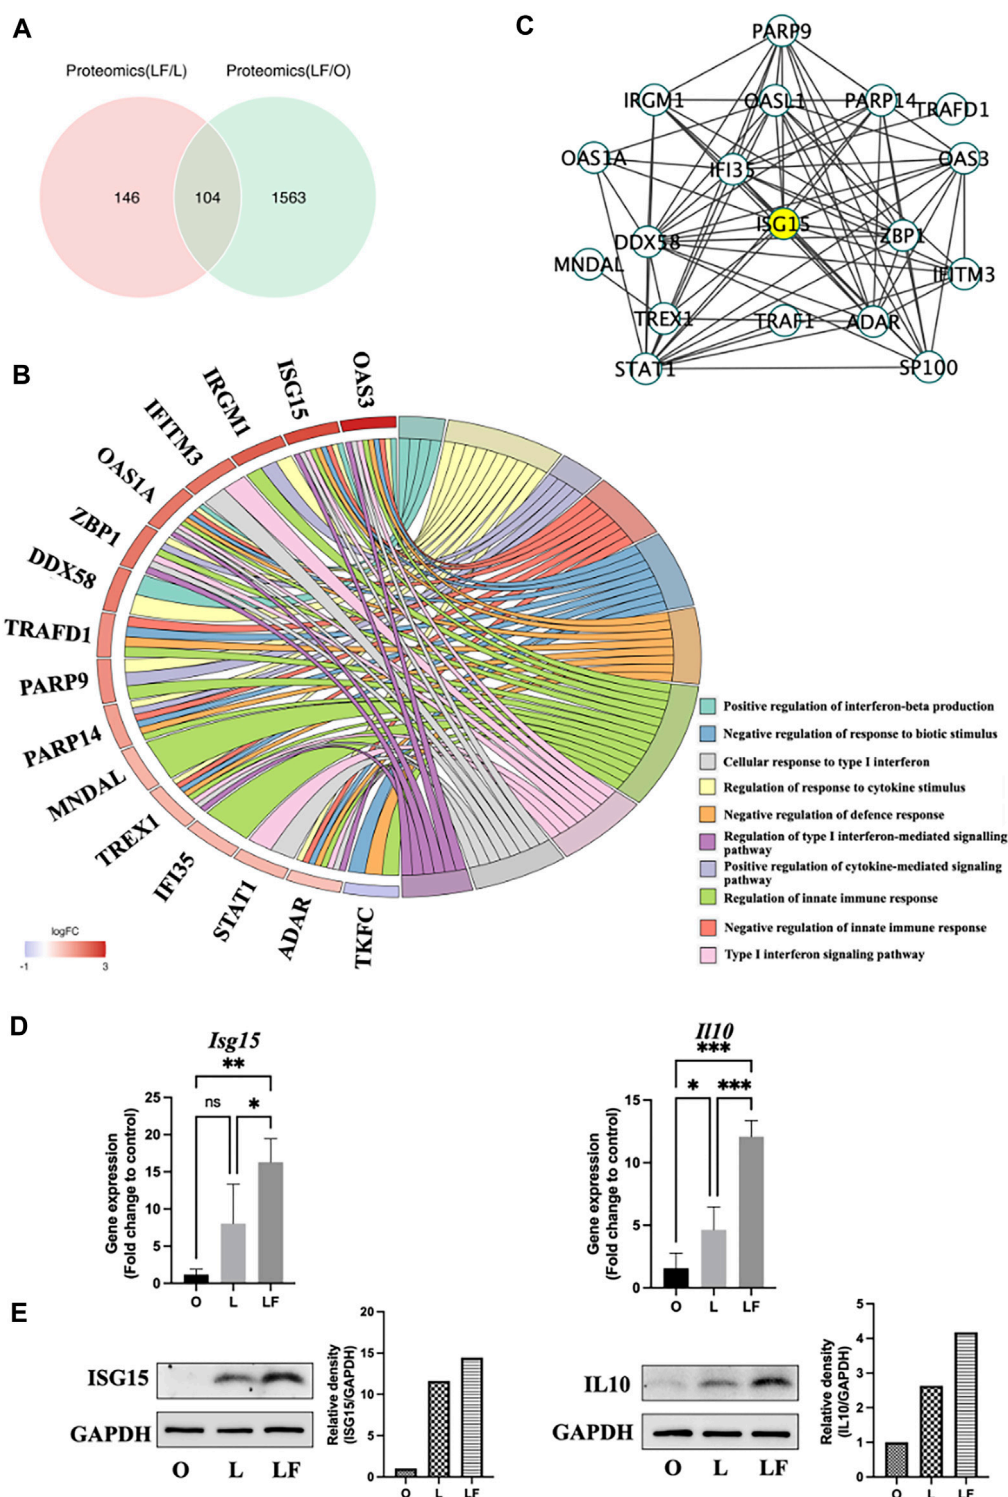 A
Proteomics(LF/L)
Proteomics(LF/O)
146
104
1563
C
PARP9
IRGM1
OASL1
PARP14
TRAFD1
OAS1A
IFI35
OAS3
ISG15
DDX58
ZBP1
MNDAL
IFITM3
TREX1
TRAF1
ADAR
STAT1
SP100
B
OAS3
ISG15
IRGM1
IFITM3
OAS1A
ZBP1
DDX58
TRAFD1
PARP9
PARP14
MNDAL
TREX1
IFI35
STAT1
ADAR
TKFC
logFC
-1
3
Positive regulation of interferon-beta production
Negative regulation of response to biotic stimulus
Cellular response to type I interferon
Regulation of response to cytokine stimulus
Negative regulation of defence response
Regulation of type I interferon-mediated signalling
pathway
Positive regulation of cytokine-mediated signaling
pathway
Regulation of innate immune response
Negative regulation of innate immune response
Type I interferon signaling pathway
D
Isg15
**
ns
*
Gene expression
(Fold change to control)
25
20
15
10
5
0
O
L
LF
Il10
***
*
***
Gene expression
(Fold change to control)
15
10
5
0
O
L
LF
E
ISG15
GAPDH
O
L
LF
Relative density
(ISG15/GAPDH)
20
15
10
5
0
O
L
LF
IL10
GAPDH
O
L
LF
Relative density
(IL10/GAPDH)
5
4
3
2
1
0
O
L
LF